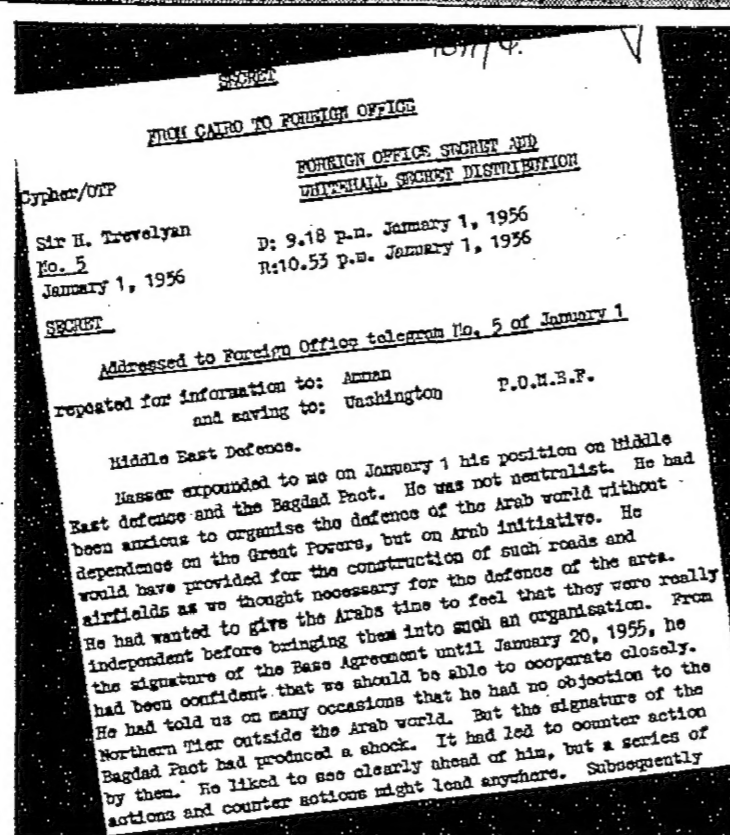 SECRET
FROM CAIRO TO FOREIGN OFFICE
Cypher/OTP
FOREIGN OFFICE SECRET AND
WHITEHALL SECRET DISTRIBUTION
Sir H. Trevelyan
No. 5
January 1, 1956
D: 9.18 p.m. January 1, 1956
R:10.53 p.m. January 1, 1956
SECRET
Addressed to Foreign Office telegram No. 5 of January 1
repeated for information to: Amman
and saving to: Washington P.O.M.E.F.
Middle East Defence.
Nasser expounded to me on January 1 his position on Middle
East defence and the Bagdad Pact. He was not neutralist. He had
been anxious to organise the defence of the Arab world without
dependence on the Great Powers, but on Arab initiative. He
would have provided for the construction of such roads and
airfields as we thought necessary for the defence of the area.
He had wanted to give the Arabs time to feel that they were really
independent before bringing them into such an organisation. From
the signature of the Base Agreement until January 20, 1955, he
had been confident that we should be able to cooperate closely.
He had told us on many occasions that he had no objection to the
Northern Tier outside the Arab world. But the signature of the
Bagdad Pact had produced a shock. It had led to counter action
by them. He liked to see clearly ahead of him, but a series of
actions and counter actions might lead anywhere. Subsequently